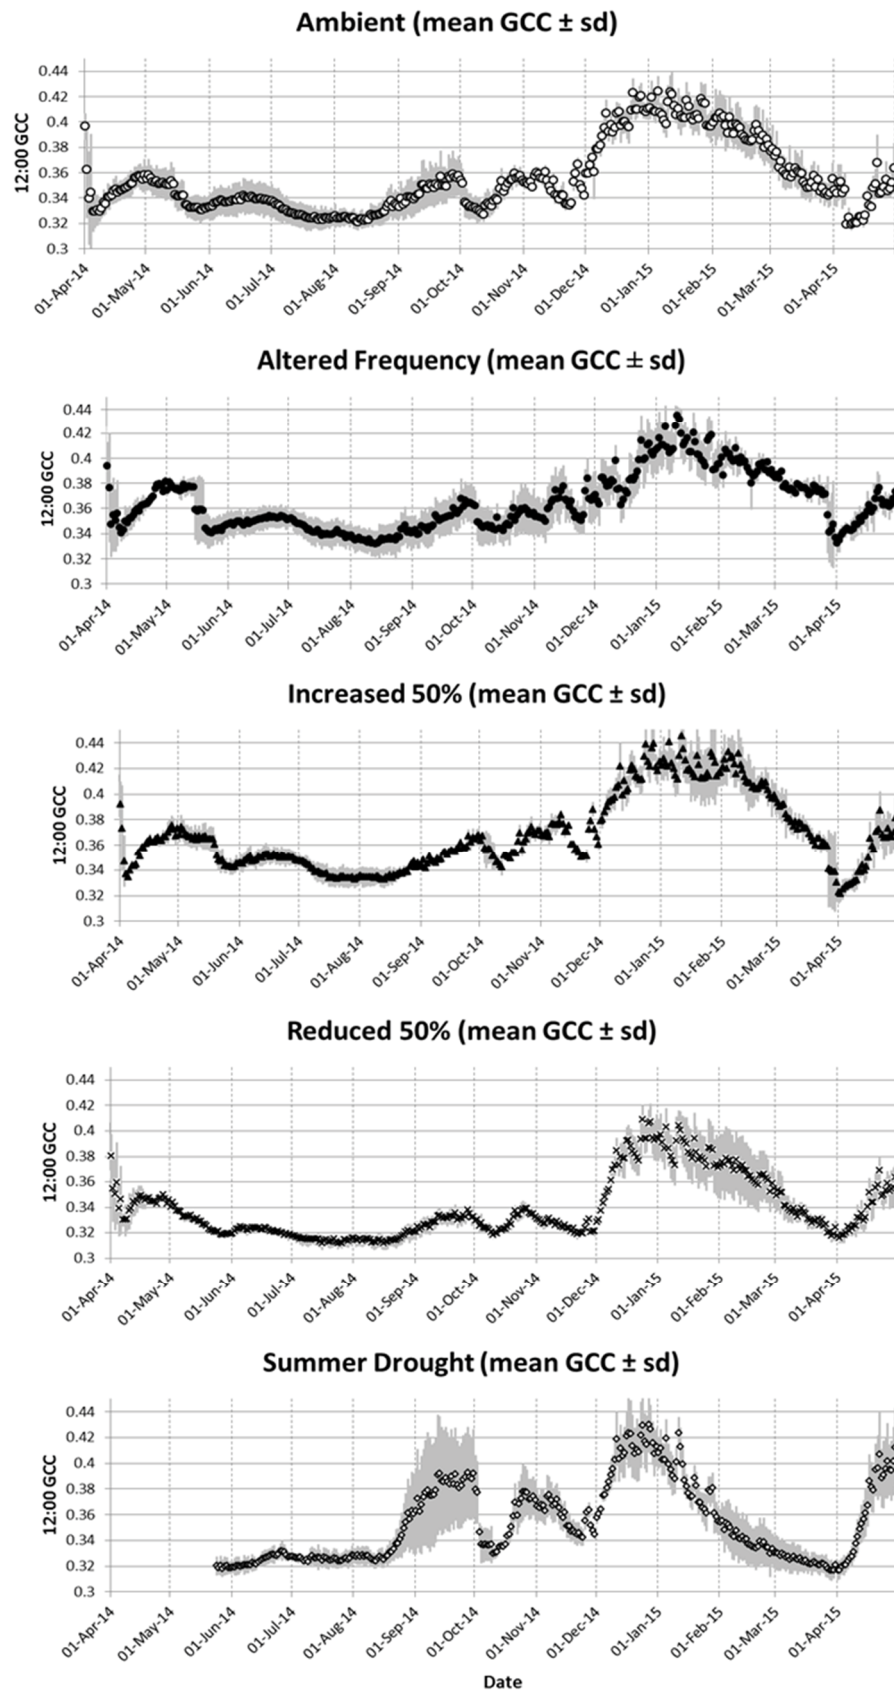 Ambient (mean GCC ± sd)
12:00 GCC
0.44
0.42
0.4
0.38
0.36
0.34
0.32
0.3
01-Apr-14 01-May-14 01-Jun-14 01-Jul-14 01-Aug-14 01-Sep-14 01-Oct-14 01-Nov-14 01-Dec-14 01-Jan-15 01-Feb-15 01-Mar-15 01-Apr-15
Altered Frequency (mean GCC ± sd)
12:00 GCC
0.44
0.42
0.4
0.38
0.36
0.34
0.32
0.3
01-Apr-14 01-May-14 01-Jun-14 01-Jul-14 01-Aug-14 01-Sep-14 01-Oct-14 01-Nov-14 01-Dec-14 01-Jan-15 01-Feb-15 01-Mar-15 01-Apr-15
Increased 50% (mean GCC ± sd)
12:00 GCC
0.44
0.42
0.4
0.38
0.36
0.34
0.32
0.3
01-Apr-14 01-May-14 01-Jun-14 01-Jul-14 01-Aug-14 01-Sep-14 01-Oct-14 01-Nov-14 01-Dec-14 01-Jan-15 01-Feb-15 01-Mar-15 01-Apr-15
Reduced 50% (mean GCC ± sd)
12:00 GCC
0.44
0.42
0.4
0.38
0.36
0.34
0.32
0.3
01-Apr-14 01-May-14 01-Jun-14 01-Jul-14 01-Aug-14 01-Sep-14 01-Oct-14 01-Nov-14 01-Dec-14 01-Jan-15 01-Feb-15 01-Mar-15 01-Apr-15
Summer Drought (mean GCC ± sd)
12:00 GCC
0.44
0.42
0.4
0.38
0.36
0.34
0.32
0.3
01-Apr-14 01-May-14 01-Jun-14 01-Jul-14 01-Aug-14 01-Sep-14 01-Oct-14 01-Nov-14 01-Dec-14 01-Jan-15 01-Feb-15 01-Mar-15 01-Apr-15
Date